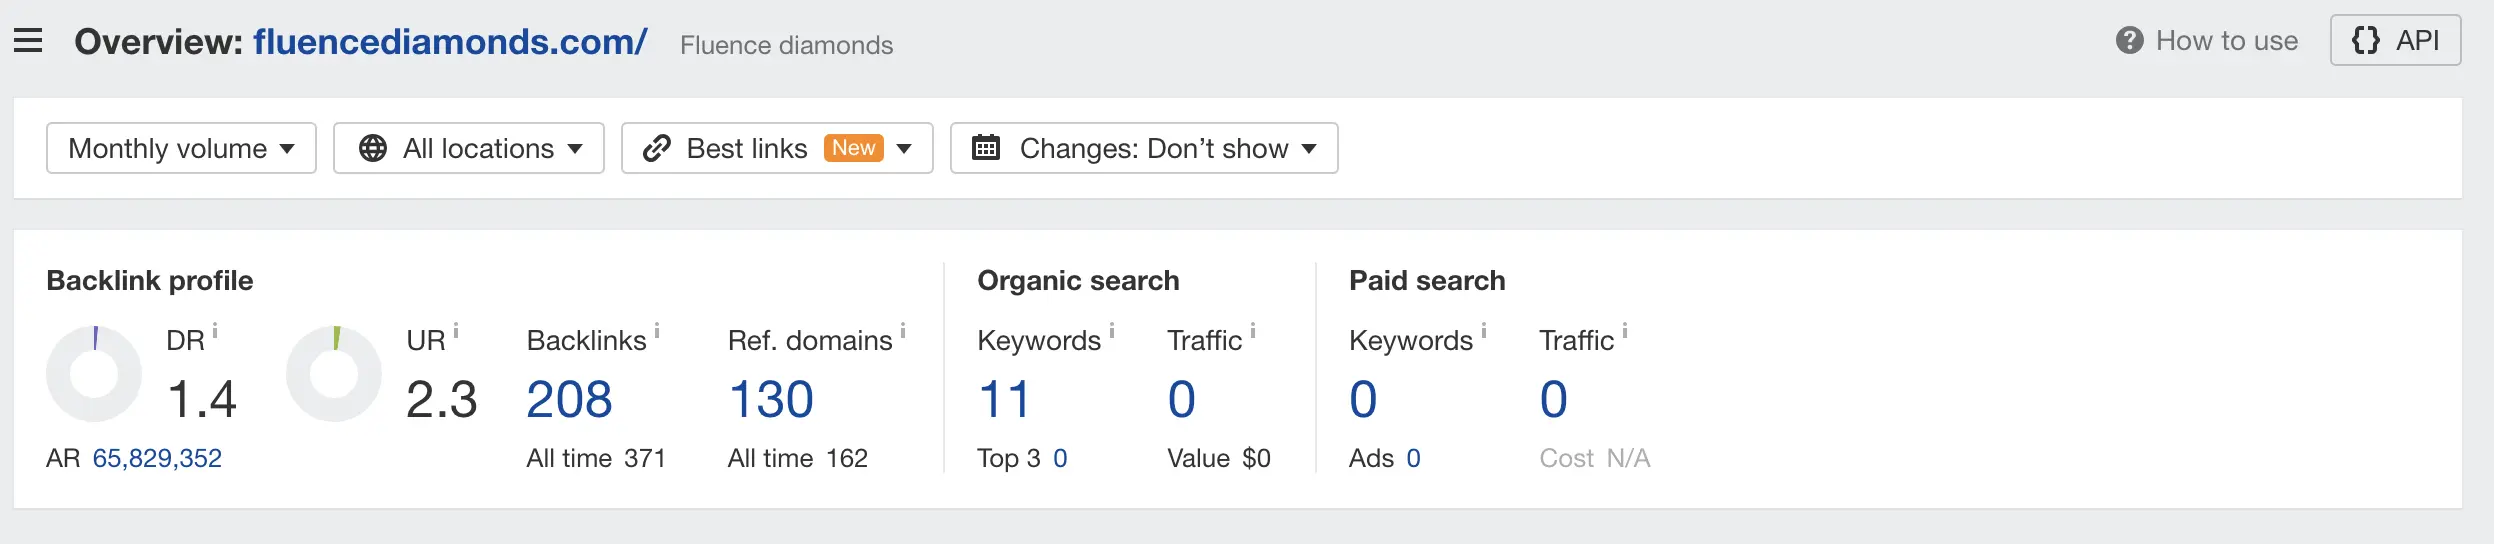 Overview: fluencediamonds.com/ Fluence diamonds
How to use
API
Monthly volume
All locations
Best links New
Changes: Don't show
Backlink profile
DR
1.4
AR 65,829,352
UR
2.3
Backlinks
208
All time 371
Ref. domains
130
All time 162
Organic search
Keywords
11
Top 3 0
Traffic
0
Value $0
Paid search
Keywords
0
Ads 0
Traffic
0
Cost N/A